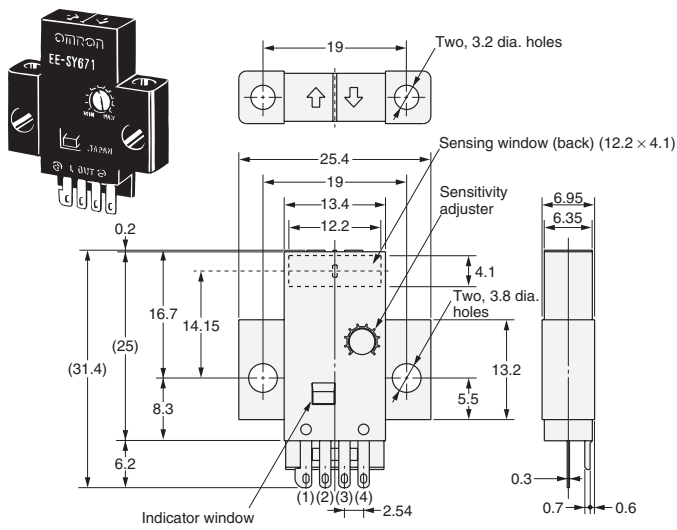 OMRON
EE-SY671
MIN MAX
JAPAN
⊕ L OUT ⊖
19
Two, 3.2 dia. holes
Sensing window (back) (12.2 × 4.1)
25.4
19
13.4
12.2
Sensitivity
adjuster
6.95
6.35
0.2
4.1
Two, 3.8 dia.
holes
16.7
14.15
(25)
(31.4)
13.2
5.5
8.3
6.2
(1) (2) (3) (4)
2.54
0.3
0.7
0.6
Indicator window